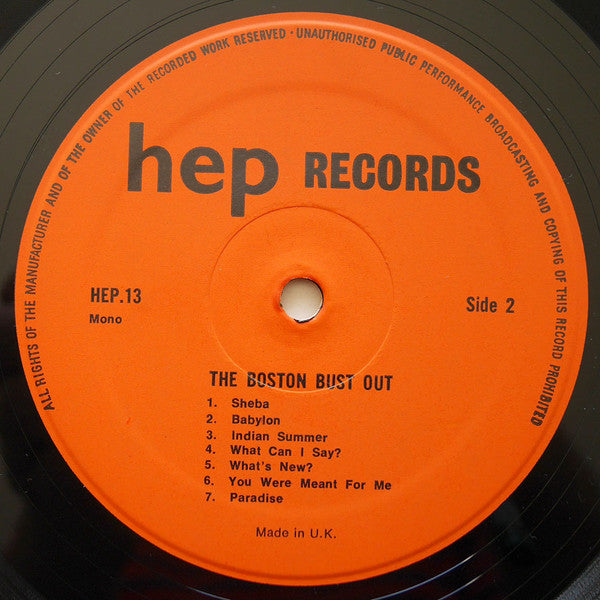 ALL RIGHTS OF THE MANUFACTURER AND OF THE OWNER OF THE RECORDED WORK RESERVED · UNAUTHORISED PUBLIC PERFORMANCE BROADCASTING AND COPYING OF THIS RECORD PROHIBITED
hep RECORDS
HEP.13
Mono
Side 2
THE BOSTON BUST OUT
1. Sheba
2. Babylon
3. Indian Summer
4. What Can I Say?
5. What's New?
6. You Were Meant For Me
7. Paradise
Made in U.K.